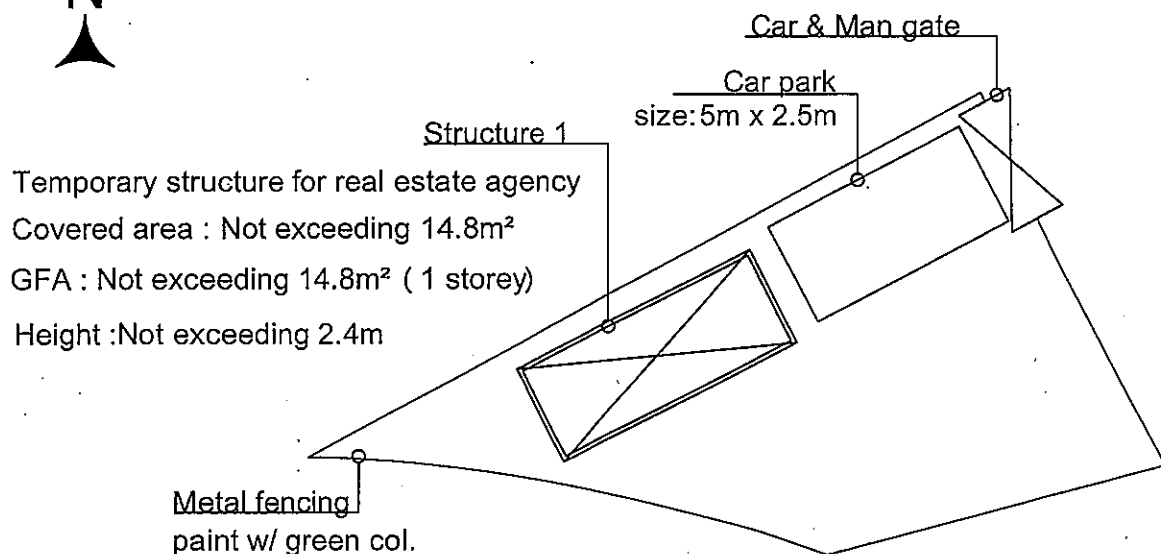 N
Car & Man gate
Car park
size:5m x 2.5m
Structure 1
Temporary structure for real estate agency
Covered area : Not exceeding 14.8m²
GFA : Not exceeding 14.8m² ( 1 storey)
Height :Not exceeding 2.4m
Metal fencing
paint w/ green col.